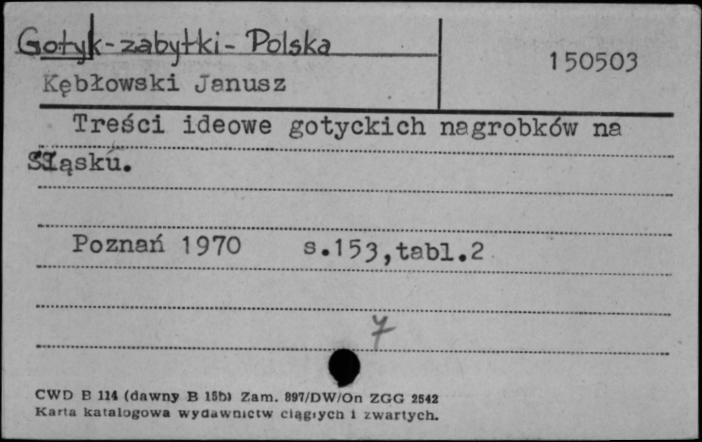 Gotyk-zabytki- Polska
150503
Kębłowski Janusz
Treści ideowe gotyckich nagrobków na
Śląsku.
Poznań 1970 s.153,tabl.2
7
CWD B 114 (dawny B 15b) Zam. 897/DW/On ZGG 2542
Karta katalogowa wydawnictw ciągłych i zwartych.